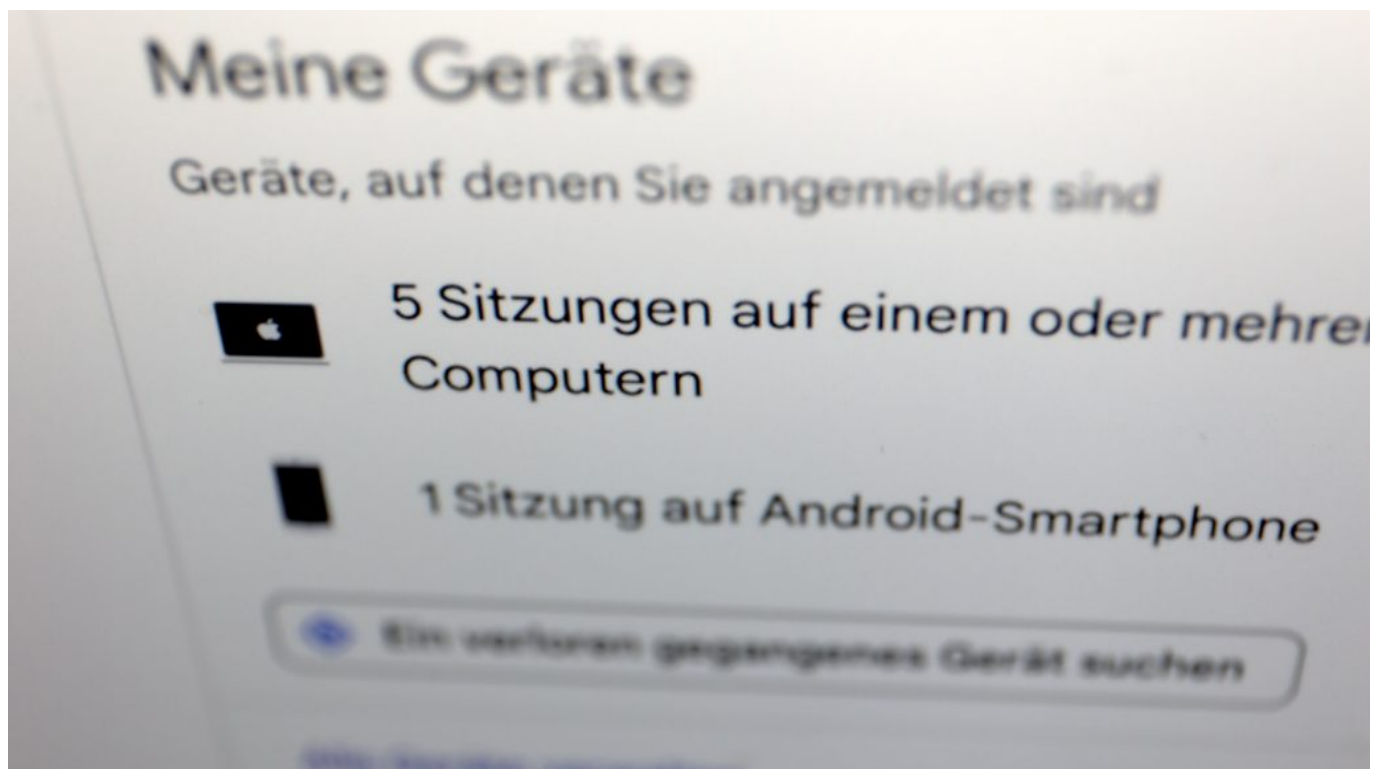 Meine Geräte
Geräte, auf denen Sie angemeldet sind
5 Sitzungen auf einem oder mehrer
Computern
1 Sitzung auf Android-Smartphone
Ein verloren gegangenes Gerät suchen